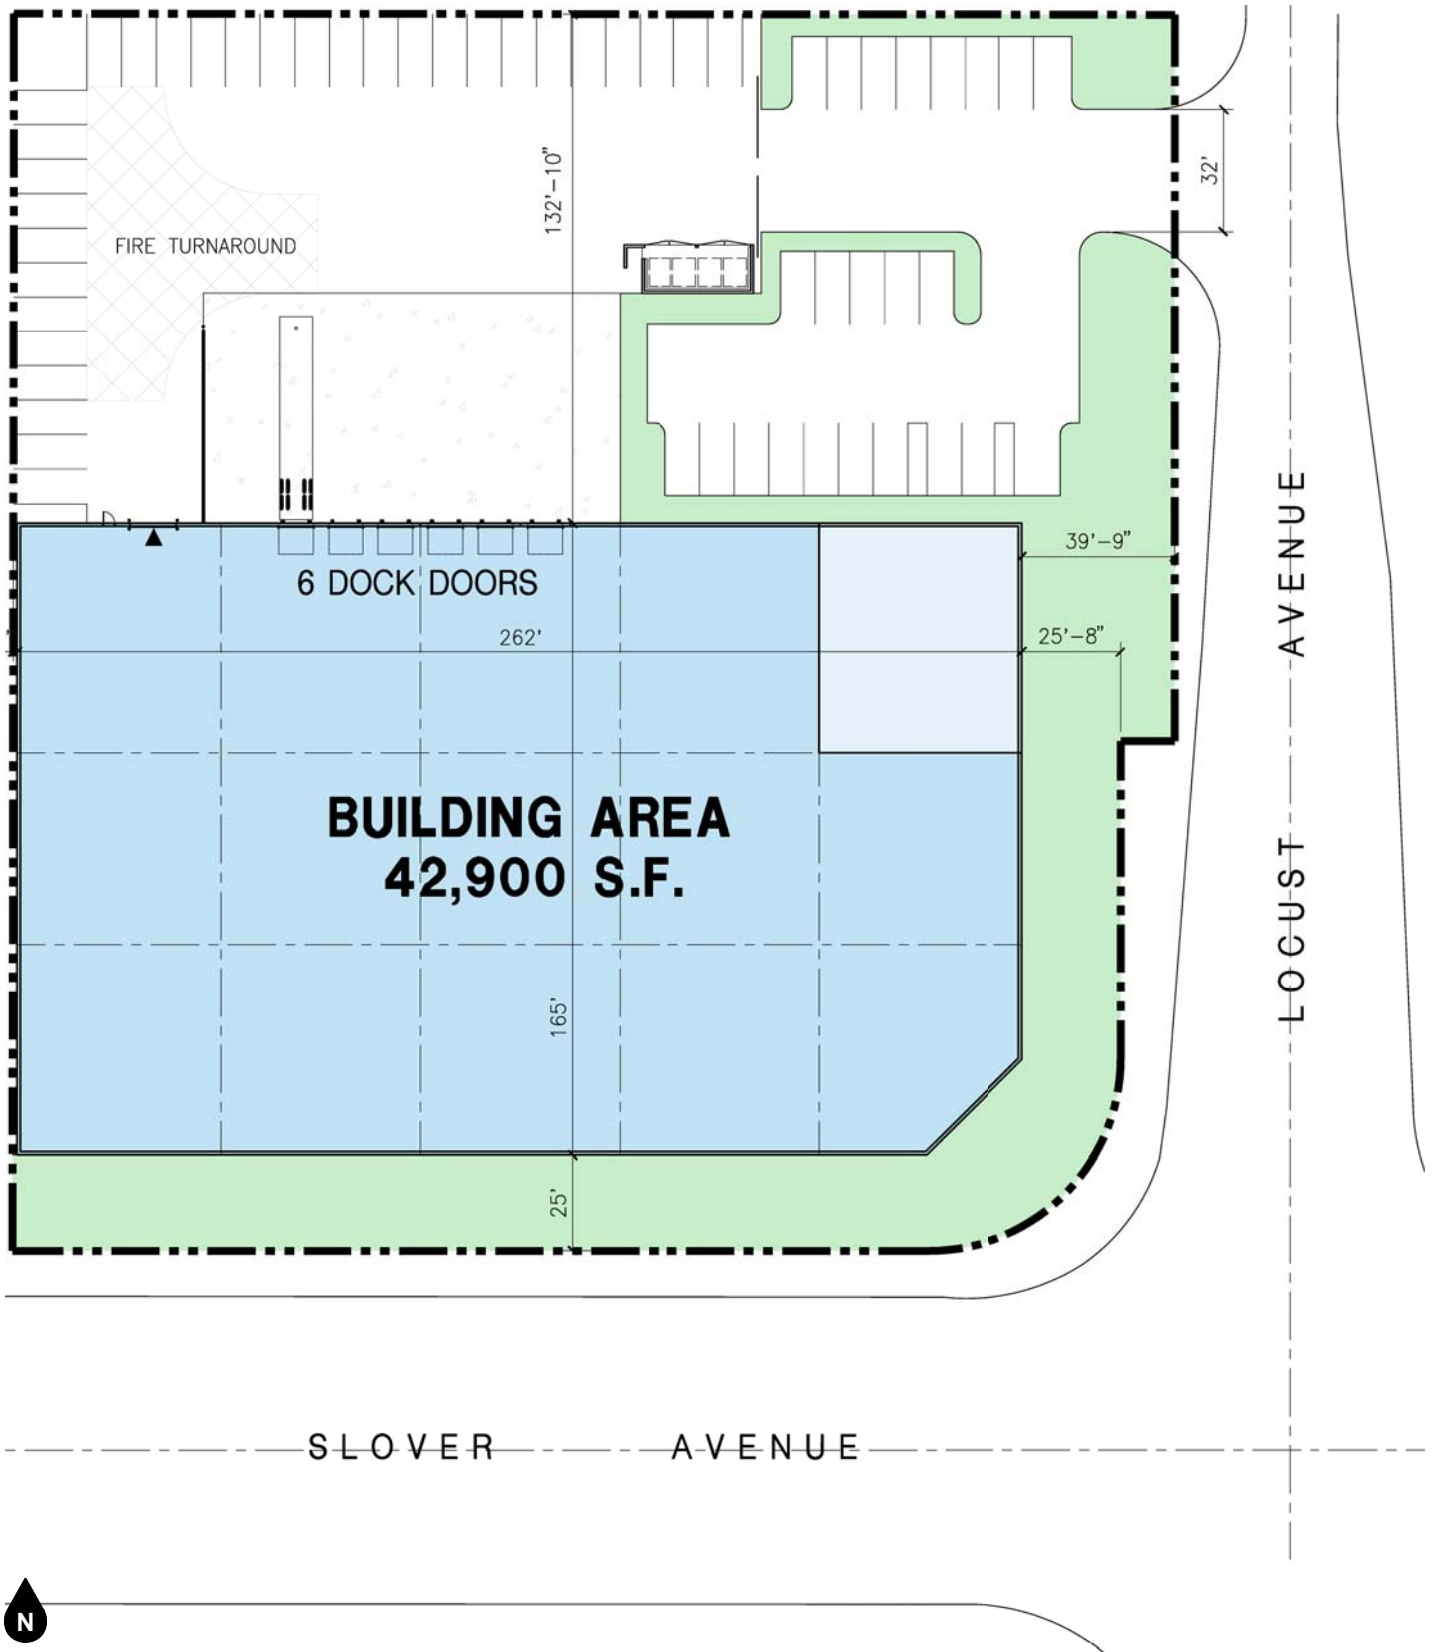 132'-10"
32'
FIRE TURNAROUND
39'-9"
6 DOCK DOORS
262'
25'-8"
BUILDING AREA
42,900 S.F.
165'
25'
LOCUST AVENUE
SLOVER AVENUE
N